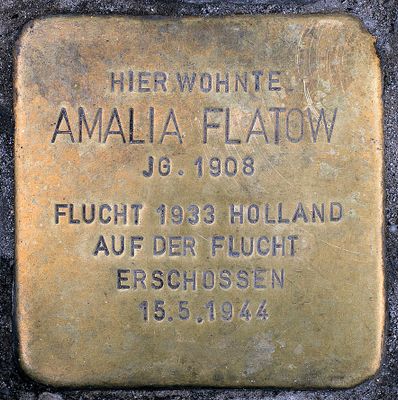 HIER WOHNTE
AMALIA FLATOW
JG. 1908
FLUCHT 1933 HOLLAND
AUF DER FLUCHT
ERSCHOSSEN
15.5.1944